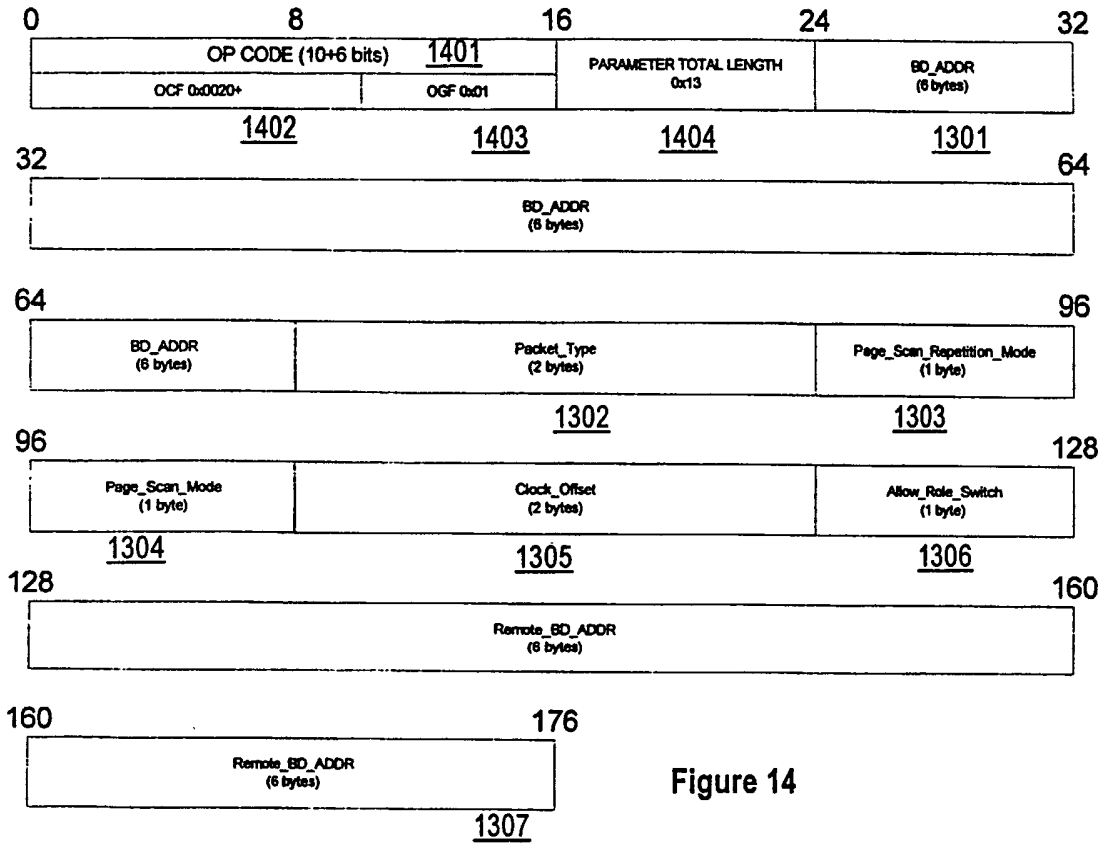 0 8 16 24 32
OP CODE (10+6 bits) 1401
OCF 0x0020+ OGF 0x01
PARAMETER TOTAL LENGTH
0x13
BD_ADDR
(6 bytes)
1402 1403 1404 1301
32 64
BD_ADDR
(6 bytes)
64 96
BD_ADDR
(6 bytes)
Packet_Type
(2 bytes)
Page_Scan_Repetition_Mode
(1 byte)
1302 1303
96 128
Page_Scan_Mode
(1 byte)
Clock_Offset
(2 bytes)
Allow_Role_Switch
(1 byte)
1304 1305 1306
128 160
Remote_BD_ADDR
(6 bytes)
160 176
Remote_BD_ADDR
(6 bytes)
1307
Figure 14